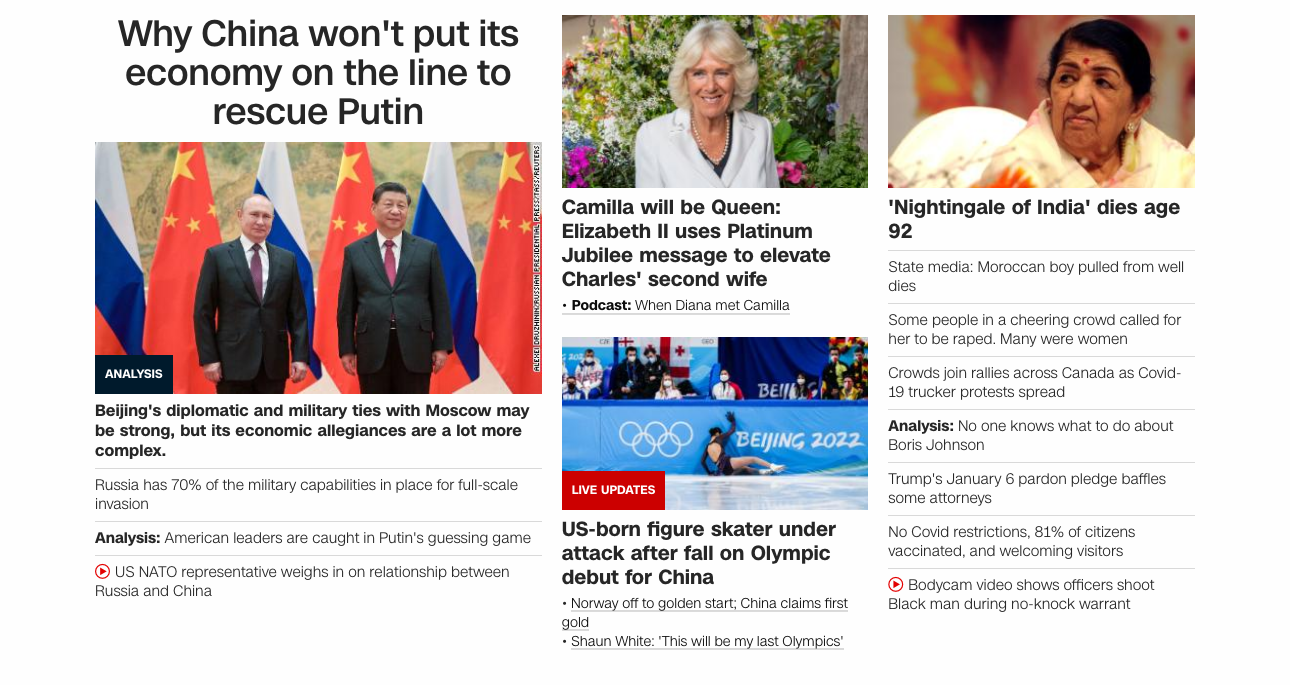 Why China won't put its
economy on the line to
rescue Putin
ALEXEI DRUZHININ/RUSSIAN PRESIDENTIAL PRESS/TASS/REUTERS
ANALYSIS
Beijing's diplomatic and military ties with Moscow may
be strong, but its economic allegiances are a lot more
complex.
Russia has 70% of the military capabilities in place for full-scale
invasion
Analysis: American leaders are caught in Putin's guessing game
US NATO representative weighs in on relationship between
Russia and China
Camilla will be Queen:
Elizabeth II uses Platinum
Jubilee message to elevate
Charles' second wife
• Podcast: When Diana met Camilla
CZE GEO
BEIJI
BEIJING 2022
LIVE UPDATES
US-born figure skater under
attack after fall on Olympic
debut for China
• Norway off to golden start; China claims first
gold
• Shaun White: 'This will be my last Olympics'
'Nightingale of India' dies age
92
State media: Moroccan boy pulled from well
dies
Some people in a cheering crowd called for
her to be raped. Many were women
Crowds join rallies across Canada as Covid-
19 trucker protests spread
Analysis: No one knows what to do about
Boris Johnson
Trump's January 6 pardon pledge baffles
some attorneys
No Covid restrictions, 81% of citizens
vaccinated, and welcoming visitors
Bodycam video shows officers shoot
Black man during no-knock warrant